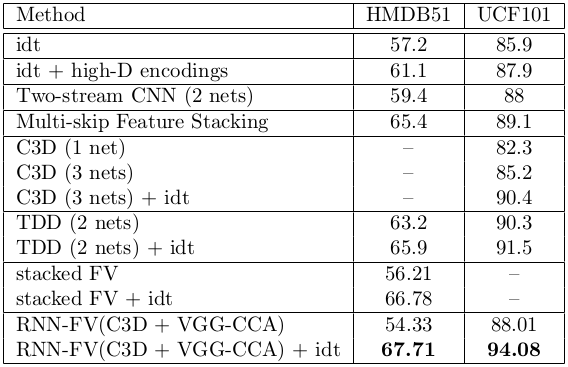 Method HMDB51 UCF101
idt 57.2 85.9
idt + high-D encodings 61.1 87.9
Two-stream CNN (2 nets) 59.4 88
Multi-skip Feature Stacking 65.4 89.1
C3D (1 net) – 82.3
C3D (3 nets) – 85.2
C3D (3 nets) + idt – 90.4
TDD (2 nets) 63.2 90.3
TDD (2 nets) + idt 65.9 91.5
stacked FV 56.21 –
stacked FV + idt 66.78 –
RNN-FV(C3D + VGG-CCA) 54.33 88.01
RNN-FV(C3D + VGG-CCA) + idt 67.71 94.08